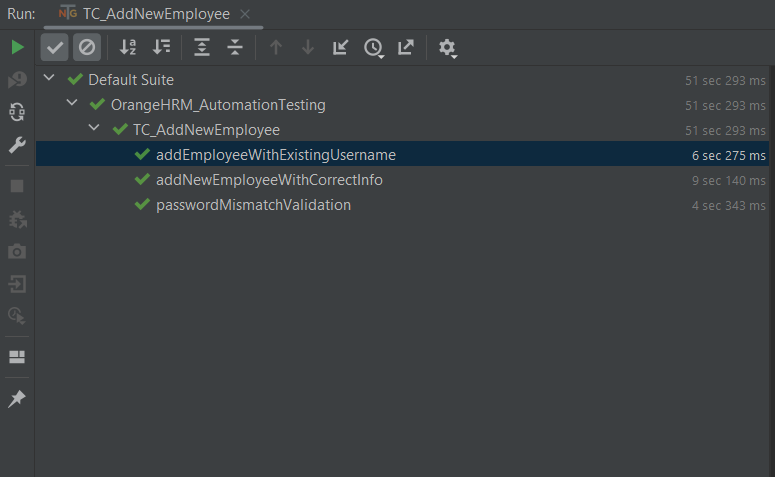 Run: NTG TC_AddNewEmployee
Default Suite 51 sec 293 ms
OrangeHRM_AutomationTesting 51 sec 293 ms
TC_AddNewEmployee 51 sec 293 ms
addEmployeeWithExistingUsername 6 sec 275 ms
addNewEmployeeWithCorrectInfo 9 sec 140 ms
passwordMismatchValidation 4 sec 343 ms